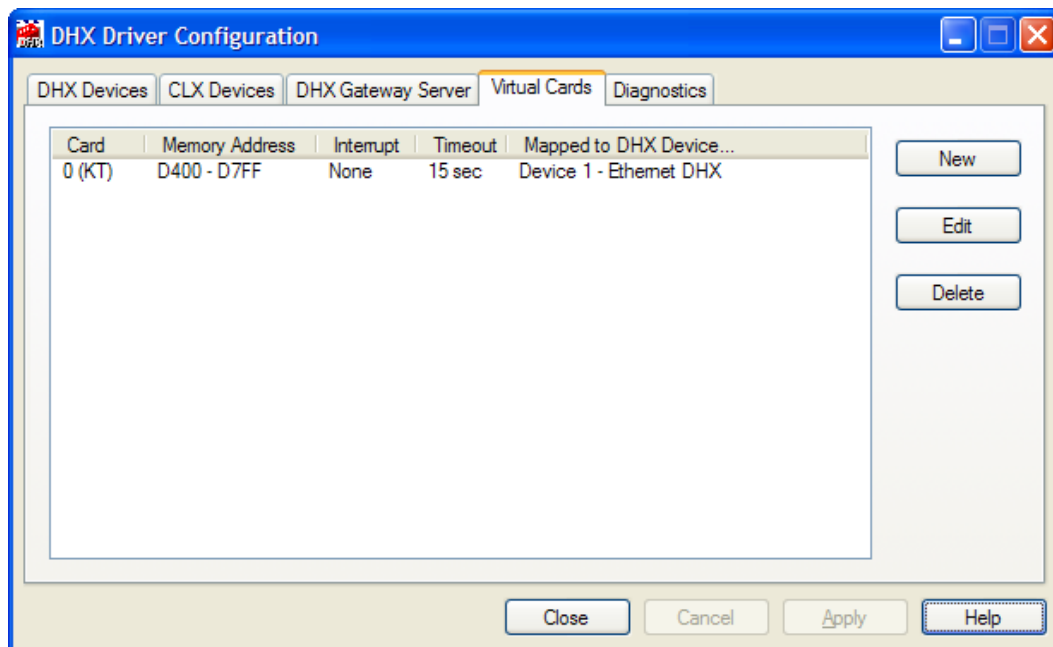 DHX Driver Configuration
DHX Devices CLX Devices DHX Gateway Server Virtual Cards Diagnostics
Card Memory Address Interrupt Timeout Mapped to DHX Device...
0 (KT) D400 - D7FF None 15 sec Device 1 - Ethernet DHX
New
Edit
Delete
Close Cancel Apply Help